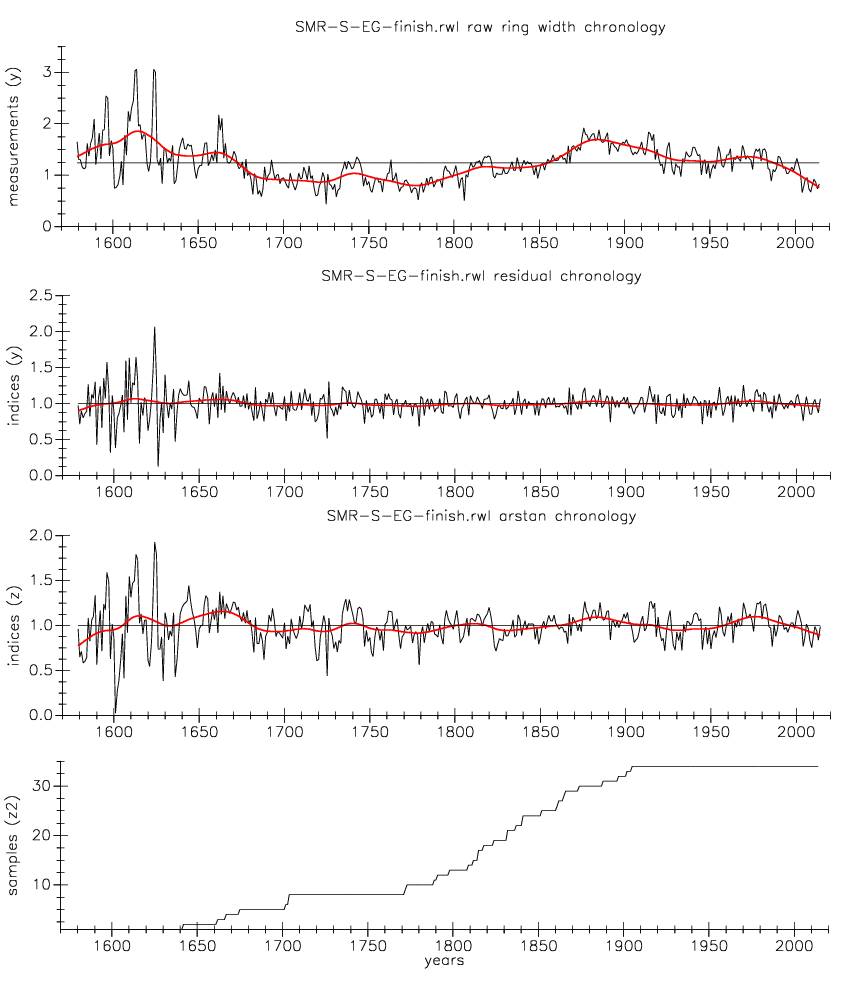 SMR-S-EG-finish.rwl raw ring width chronology
measurements (y)
3
2
1
0
1600 1650 1700 1750 1800 1850 1900 1950 2000
SMR-S-EG-finish.rwl residual chronology
indices (y)
2.5
2.0
1.5
1.0
0.5
0.0
1600 1650 1700 1750 1800 1850 1900 1950 2000
SMR-S-EG-finish.rwl arstan chronology
indices (z)
2.0
1.5
1.0
0.5
0.0
1600 1650 1700 1750 1800 1850 1900 1950 2000
samples (z2)
30
20
10
1600 1650 1700 1750 1800 1850 1900 1950 2000
years